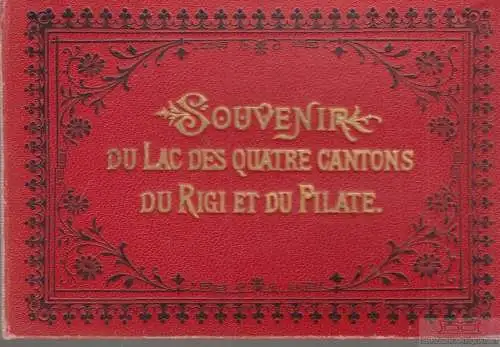 SOUVENIR
DU LAC DES QUATRE CANTONS
DU RIGI ET DU PILATE.